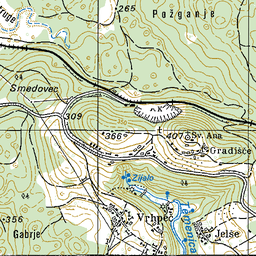 265
Požganje
Smedovec
309
K
366
407
Sv. Ana
Gradišče
Zijalo
Vrhpeč
Temenica
356
Gabrje
Jelše